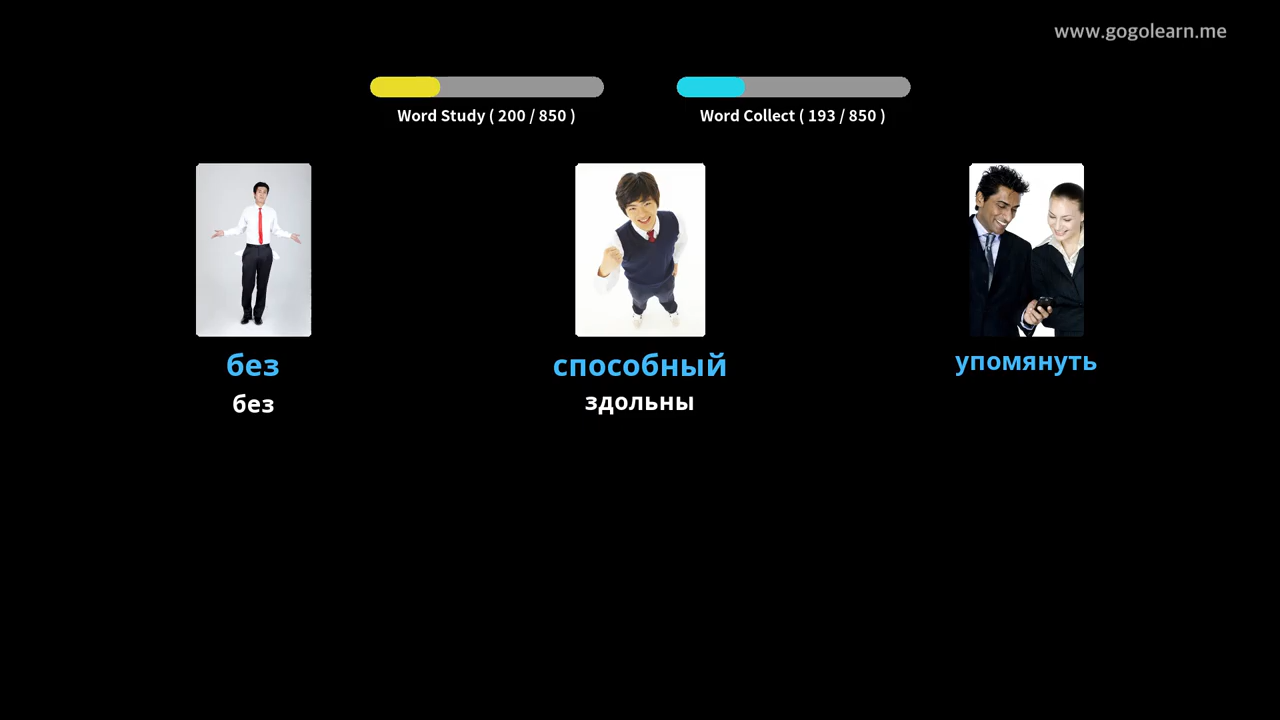 www.gogolearn.me
Word Study ( 200 / 850 )
Word Collect ( 193 / 850 )
без
без
способный
здольны
упомянуть